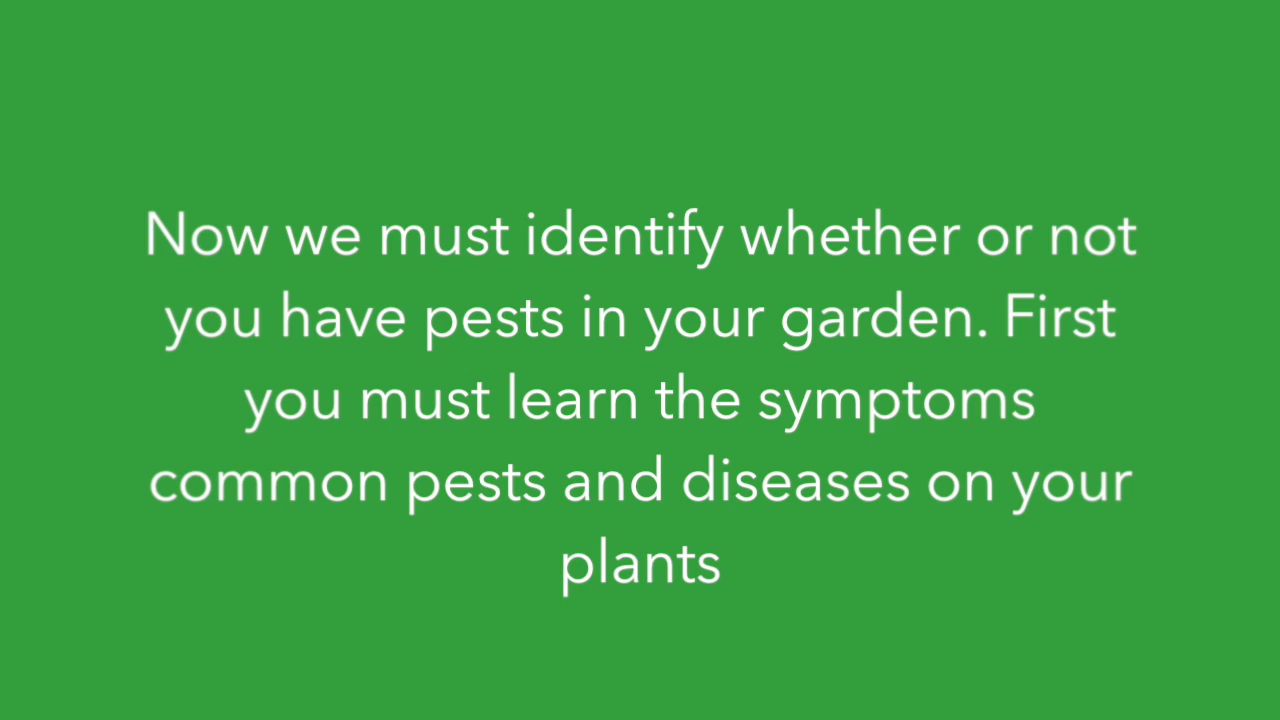 Now we must identify whether or not
you have pests in your garden. First
you must learn the symptoms
common pests and diseases on your
plants